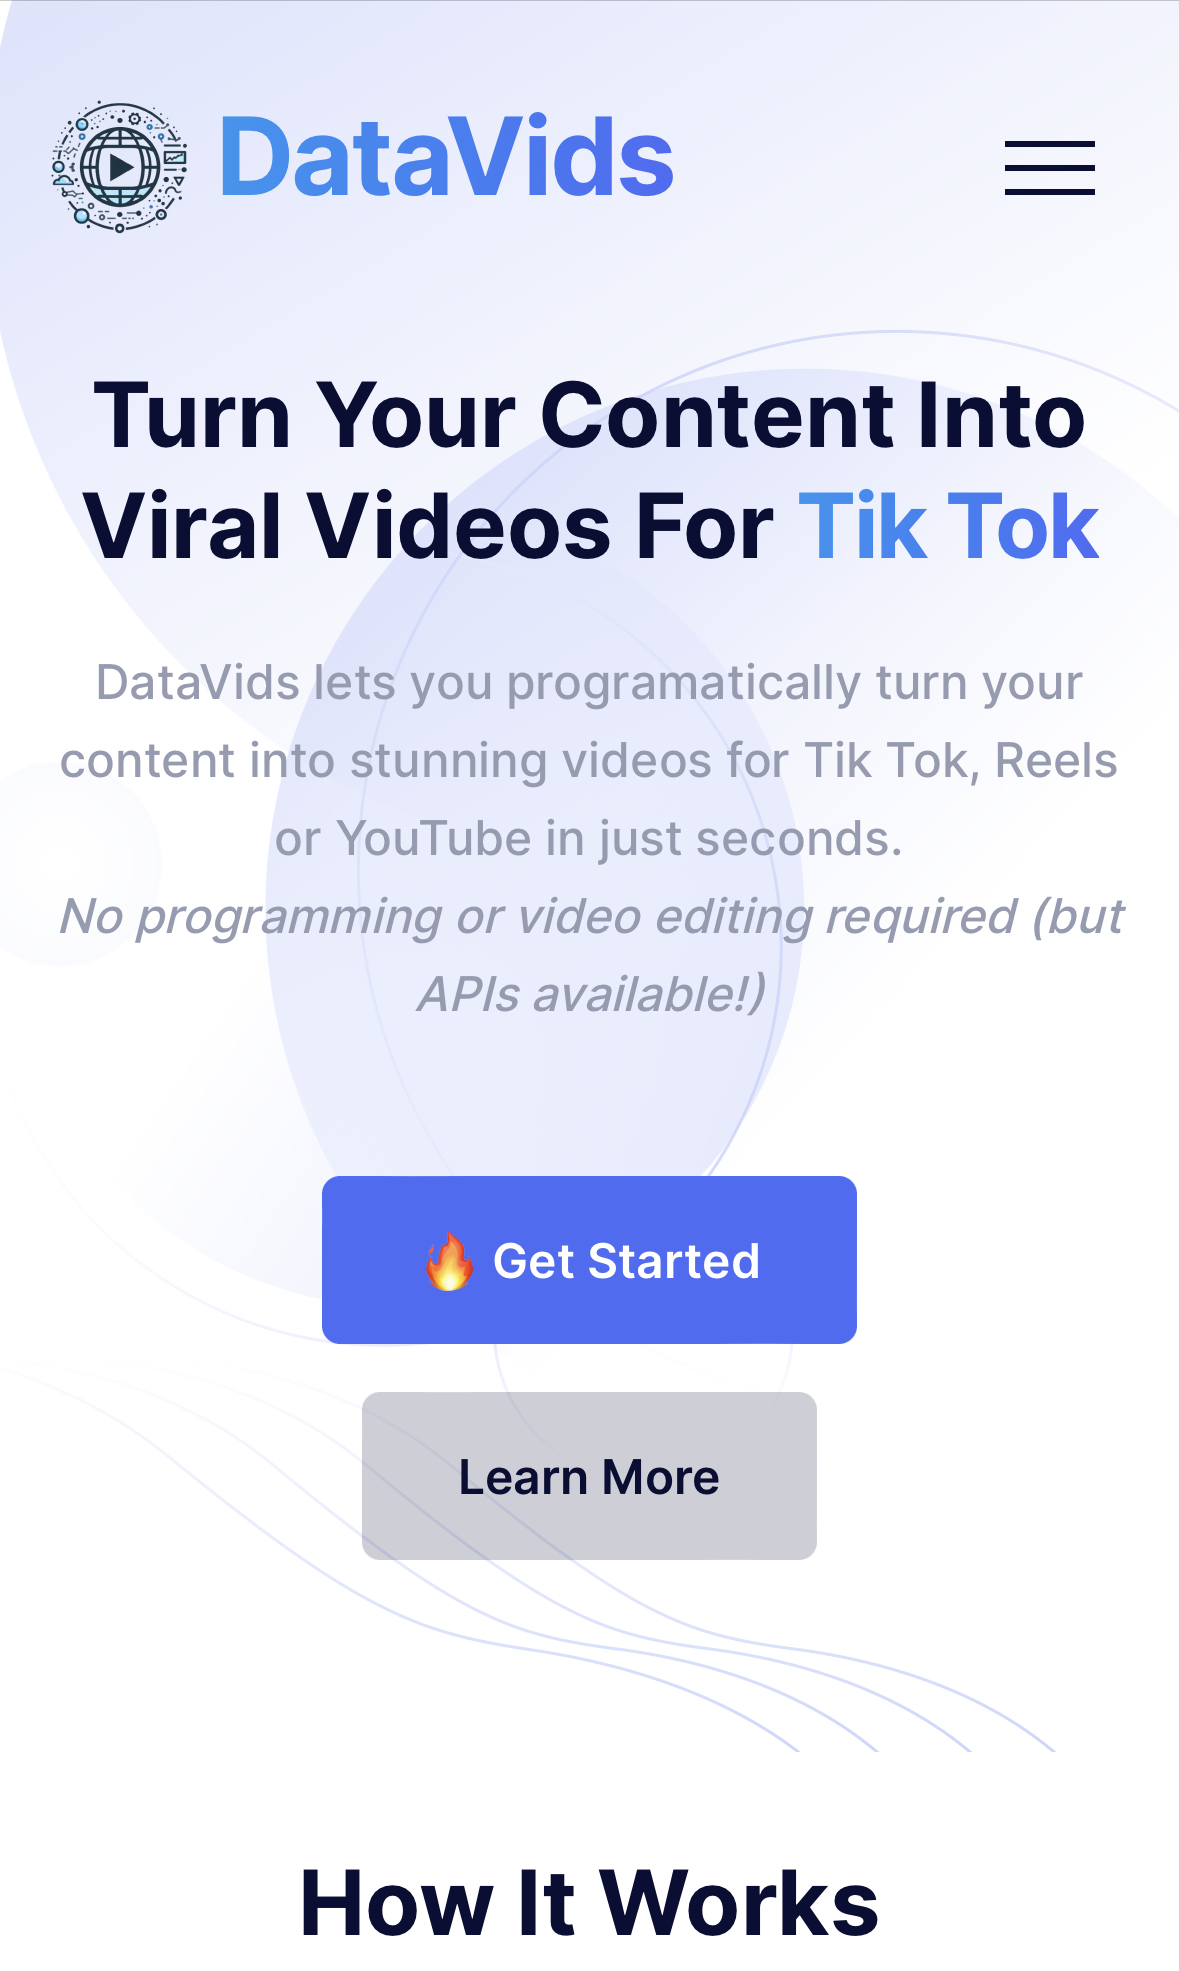 DataVids
Turn Your Content Into
Viral Videos For Tik Tok
DataVids lets you programatically turn your
content into stunning videos for Tik Tok, Reels
or YouTube in just seconds.
No programming or video editing required (but
APIs available!)
🔥 Get Started
Learn More
How It Works